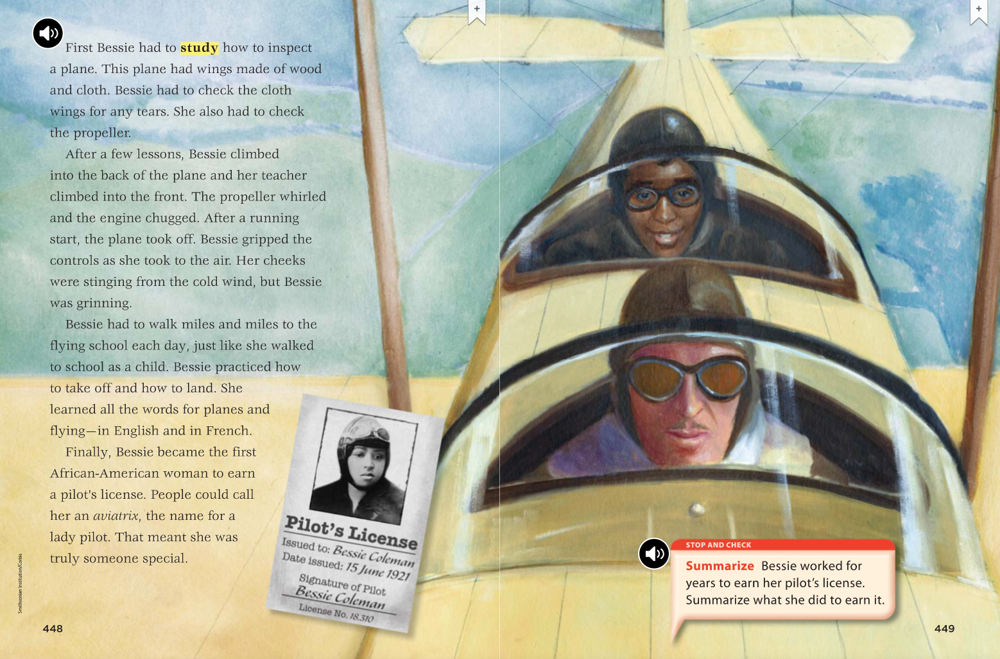 First Bessie had to study how to inspect
a plane. This plane had wings made of wood
and cloth. Bessie had to check the cloth
wings for any tears. She also had to check
the propeller.
After a few lessons, Bessie climbed
into the back of the plane and her teacher
climbed into the front. The propeller whirled
and the engine chugged. After a running
start, the plane took off. Bessie gripped the
controls as she took to the air. Her cheeks
were stinging from the cold wind, but Bessie
was grinning.
Bessie had to walk miles and miles to the
flying school each day, just like she walked
to school as a child. Bessie practiced how
to take off and how to land. She
learned all the words for planes and
flying—in English and in French.
Finally, Bessie became the first
African-American woman to earn
a pilot's license. People could call
her an aviatrix, the name for a
lady pilot. That meant she was
truly someone special.
Smithsonian Institution/Corbis
448
Pilot's License
Issued to: Bessie Coleman
Date issued: 15 June 1921
Signature of Pilot
Bessie Coleman
License No. 18.310
STOP AND CHECK
Summarize Bessie worked for
years to earn her pilot's license.
Summarize what she did to earn it.
449